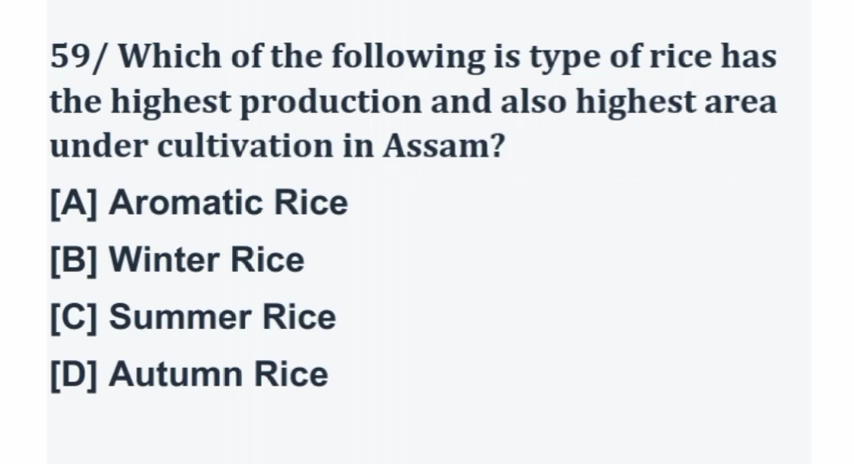 59/ Which of the following is type of rice has
the highest production and also highest area
under cultivation in Assam?
[A] Aromatic Rice
[B] Winter Rice
[C] Summer Rice
[D] Autumn Rice